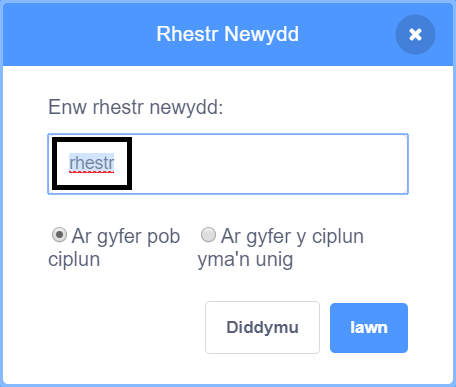 Rhestr Newydd
Enw rhestr newydd:
rhestr
Ar gyfer pob ciplun
Ar gyfer y ciplun yma'n unig
Diddymu
Iawn